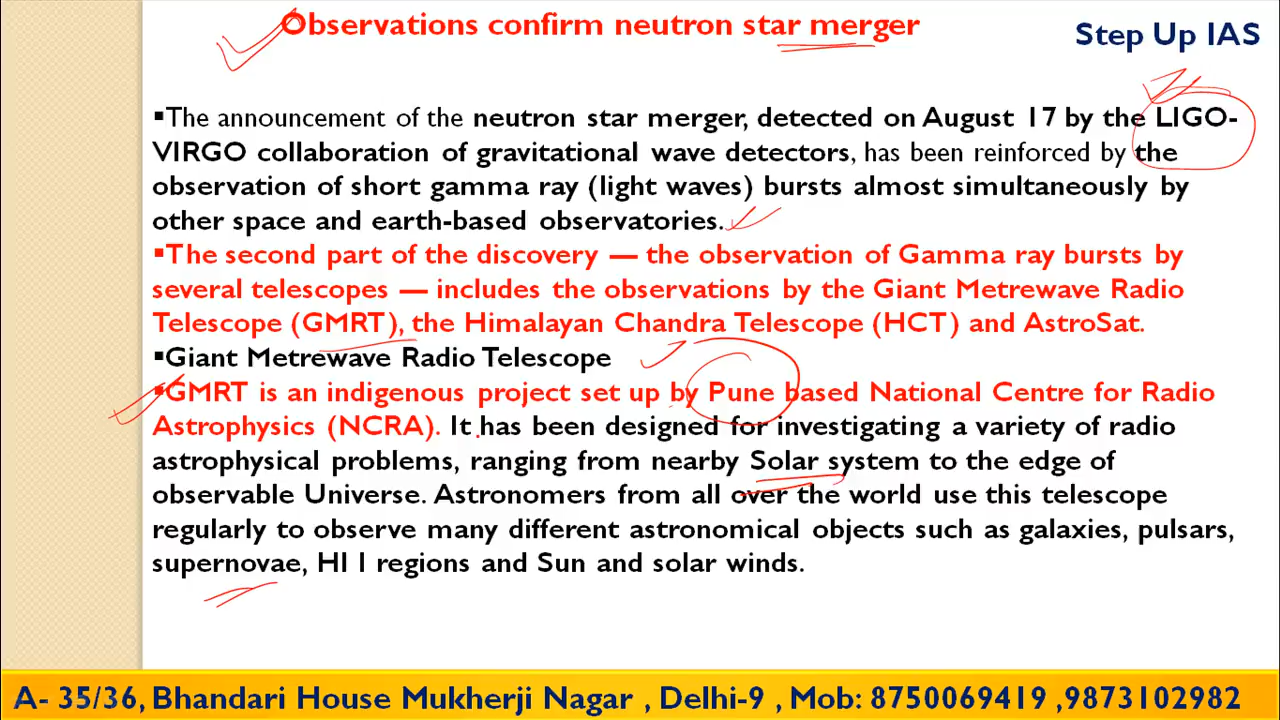 Observations confirm neutron star merger
Step Up IAS
▪The announcement of the neutron star merger, detected on August 17 by the LIGO-
VIRGO collaboration of gravitational wave detectors, has been reinforced by the
observation of short gamma ray (light waves) bursts almost simultaneously by
other space and earth-based observatories.
▪The second part of the discovery — the observation of Gamma ray bursts by
several telescopes — includes the observations by the Giant Metrewave Radio
Telescope (GMRT), the Himalayan Chandra Telescope (HCT) and AstroSat.
▪Giant Metrewave Radio Telescope
▪GMRT is an indigenous project set up by Pune based National Centre for Radio
Astrophysics (NCRA). It has been designed for investigating a variety of radio
astrophysical problems, ranging from nearby Solar system to the edge of
observable Universe. Astronomers from all over the world use this telescope
regularly to observe many different astronomical objects such as galaxies, pulsars,
supernovae, HI I regions and Sun and solar winds.
A- 35/36, Bhandari House Mukherji Nagar , Delhi-9 , Mob: 8750069419 ,9873102982